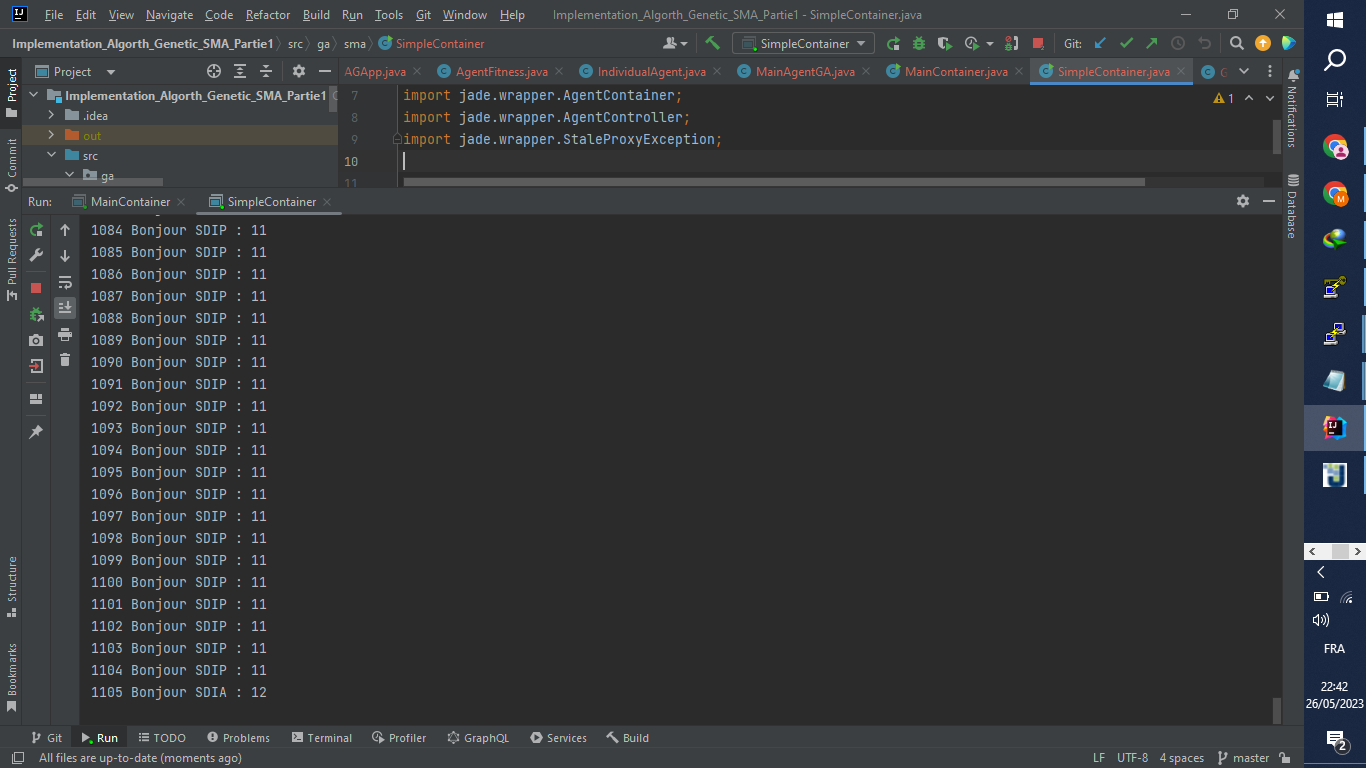 File Edit View Navigate Code Refactor Build Run Tools Git Window Help Implementation_Algorth_Genetic_SMA_Partie1 - SimpleContainer.java
Implementation_Algorth_Genetic_SMA_Partie1 src ga sma SimpleContainer SimpleContainer Git:
Project AGApp.java AgentFitness.java IndividualAgent.java MainAgentGA.java MainContainer.java SimpleContainer.java G
Implementation_Algorth_Genetic_SMA_Partie1
.idea
out
src
ga
7 import jade.wrapper.AgentContainer;
8 import jade.wrapper.AgentController;
9 import jade.wrapper.StaleProxyException;
10
11
1
Run: MainContainer SimpleContainer
1084 Bonjour SDIP : 11
1085 Bonjour SDIP : 11
1086 Bonjour SDIP : 11
1087 Bonjour SDIP : 11
1088 Bonjour SDIP : 11
1089 Bonjour SDIP : 11
1090 Bonjour SDIP : 11
1091 Bonjour SDIP : 11
1092 Bonjour SDIP : 11
1093 Bonjour SDIP : 11
1094 Bonjour SDIP : 11
1095 Bonjour SDIP : 11
1096 Bonjour SDIP : 11
1097 Bonjour SDIP : 11
1098 Bonjour SDIP : 11
1099 Bonjour SDIP : 11
1100 Bonjour SDIP : 11
1101 Bonjour SDIP : 11
1102 Bonjour SDIP : 11
1103 Bonjour SDIP : 11
1104 Bonjour SDIP : 11
1105 Bonjour SDIA : 12
Project
Commit
Pull Requests
Structure
Bookmarks
Notifications
Database
Git Run TODO Problems Terminal Profiler GraphQL Services Build
All files are up-to-date (moments ago) LF UTF-8 4 spaces master
FRA
22:42
26/05/2023
2